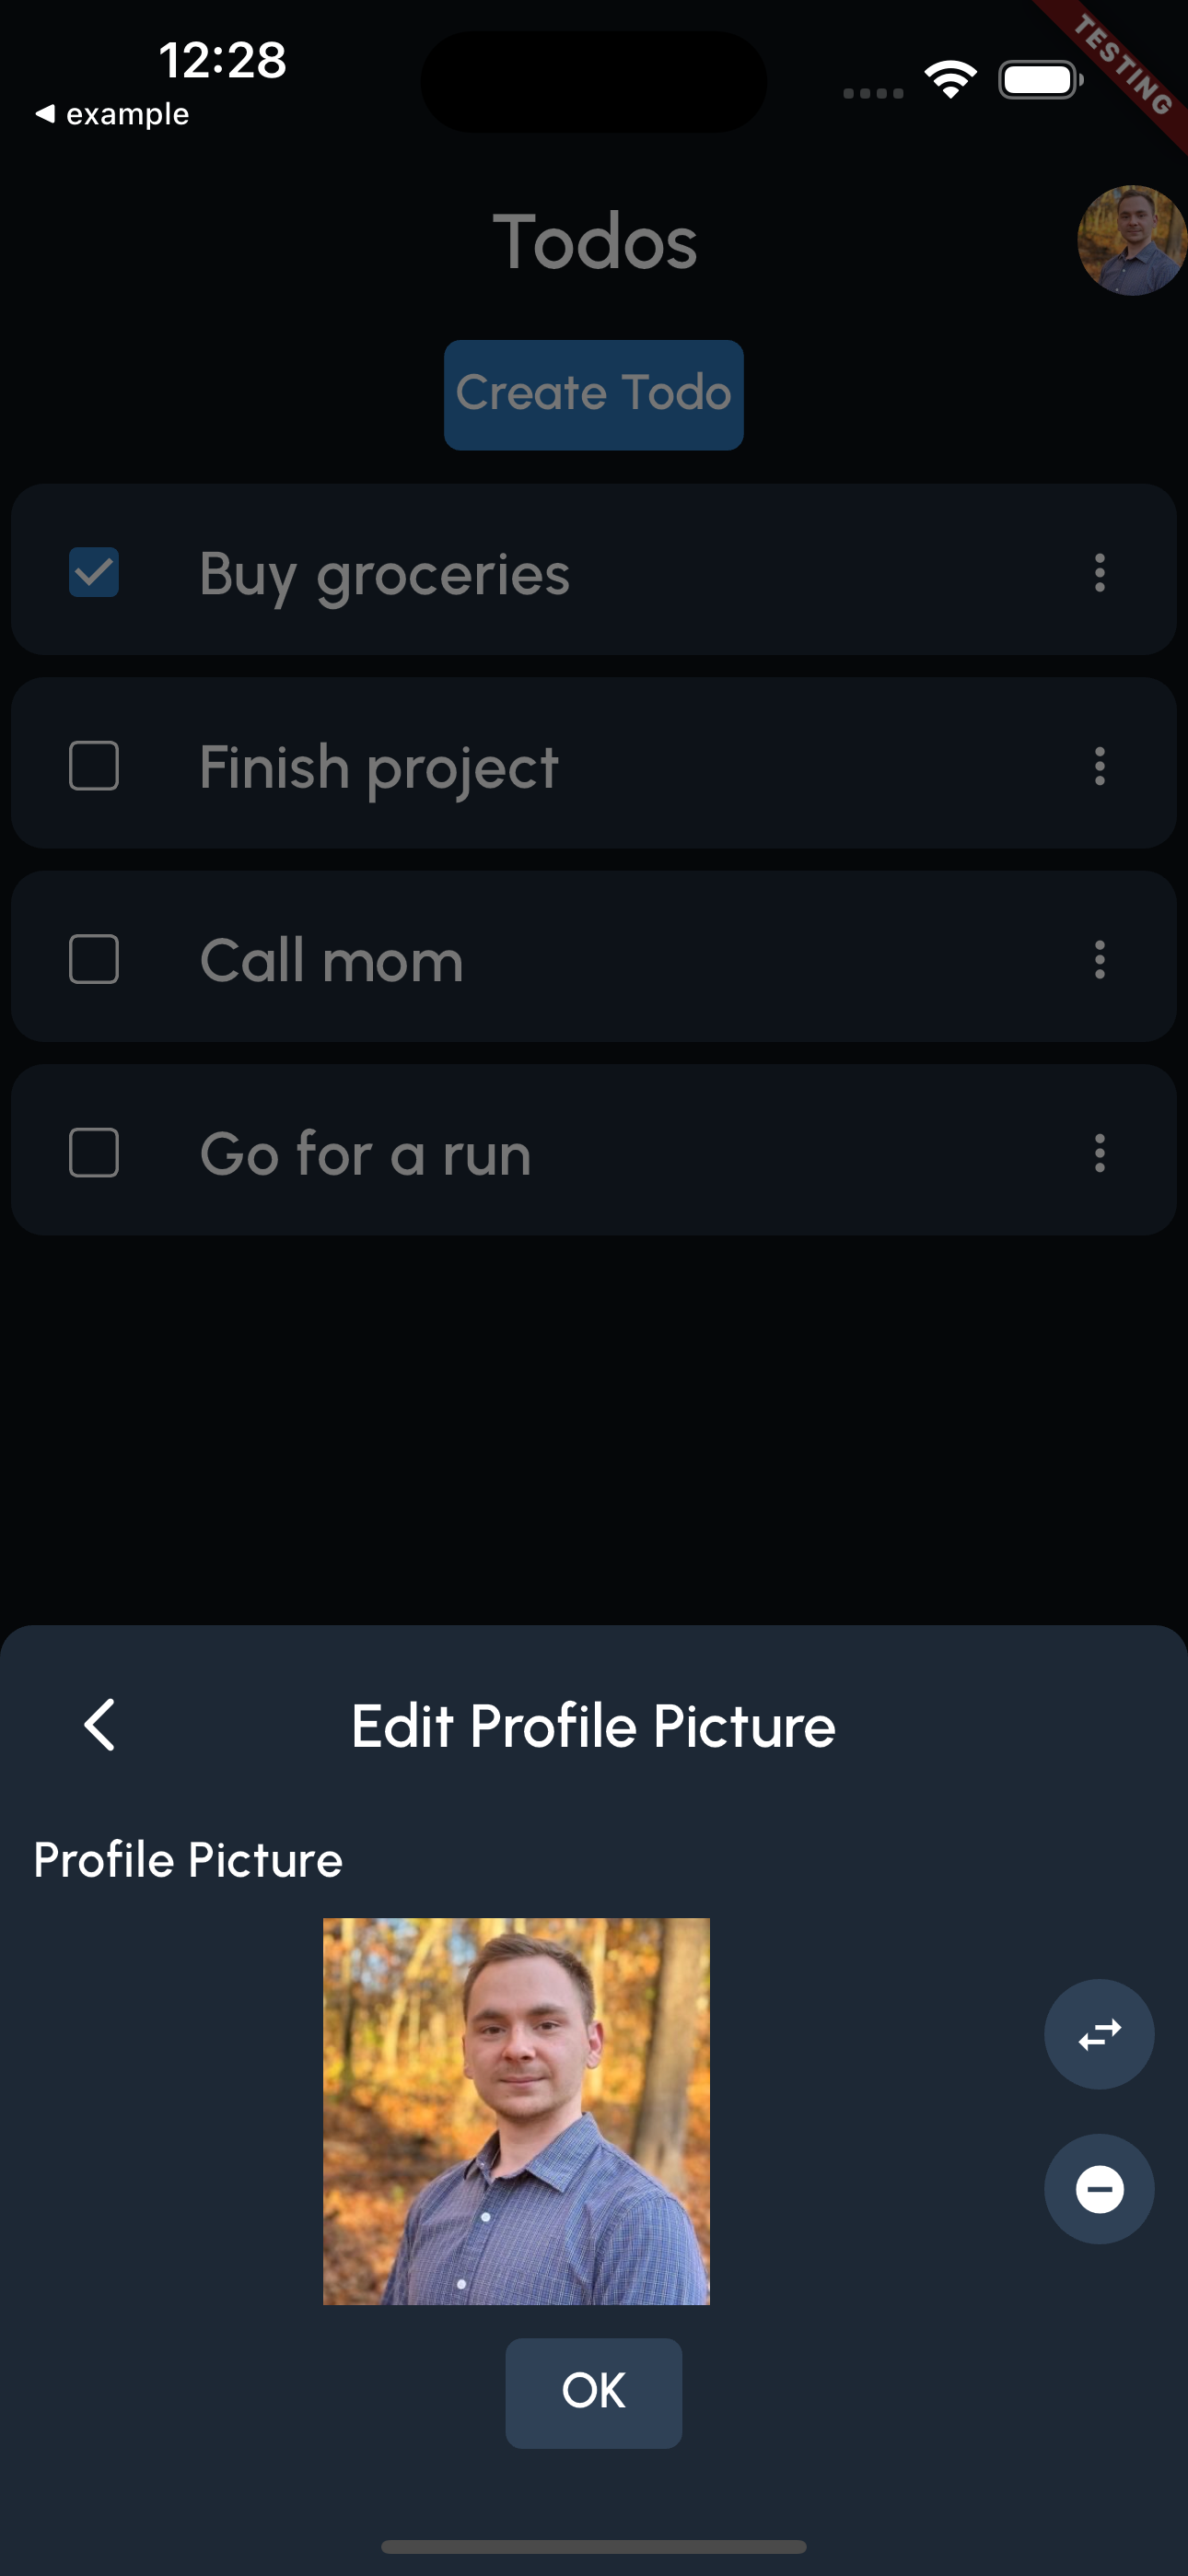 12:28
example
TESTING
Todos
Create Todo
Buy groceries
Finish project
Call mom
Go for a run
Edit Profile Picture
Profile Picture
OK